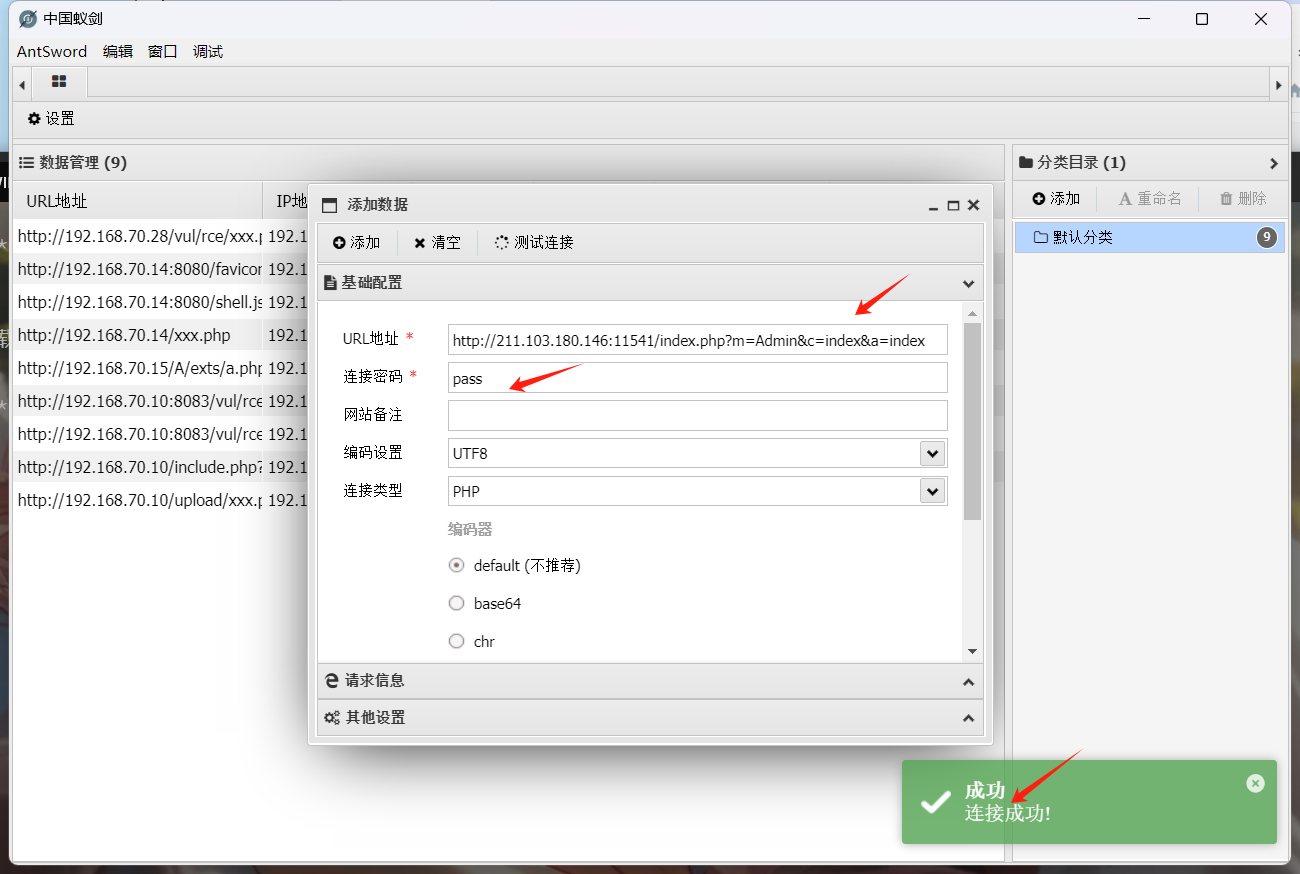 中国蚁剑
AntSword 编辑 窗口 调试
设置
数据管理 (9)
URL地址 IP地
http://192.168.70.28/vul/rce/xxx.p 192.1
http://192.168.70.14:8080/favicor 192.1
http://192.168.70.14:8080/shell.js 192.1
http://192.168.70.14/xxx.php 192.1
http://192.168.70.15/A/exts/a.php 192.1
http://192.168.70.10:8083/vul/rce 192.1
http://192.168.70.10:8083/vul/rce 192.1
http://192.168.70.10/include.php? 192.1
http://192.168.70.10/upload/xxx.p 192.1
添加数据
添加 清空 测试连接
基础配置
URL地址 * http://211.103.180.146:11541/index.php?m=Admin&c=index&a=index
连接密码 * pass
网站备注
编码设置 UTF8
连接类型 PHP
编码器
default (不推荐)
base64
chr
请求信息
其他设置
分类目录 (1)
添加 重命名 删除
默认分类 9
成功
连接成功!